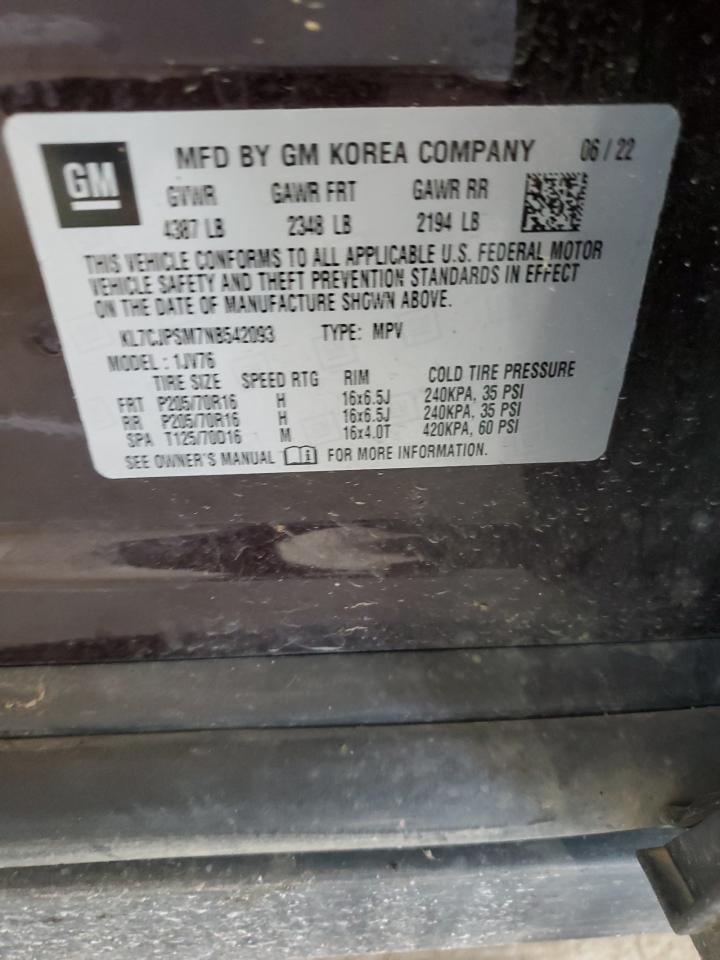 GM
MFD BY GM KOREA COMPANY 06 / 22
GVWR GAWR FRT GAWR RR
4387 LB 2348 LB 2194 LB
THIS VEHICLE CONFORMS TO ALL APPLICABLE U.S. FEDERAL MOTOR
VEHICLE SAFETY AND THEFT PREVENTION STANDARDS IN EFFECT
ON THE DATE OF MANUFACTURE SHOWN ABOVE.
KL7CJPSM7NB542093 TYPE: MPV
MODEL : 1JV76
TIRE SIZE SPEED RTG RIM COLD TIRE PRESSURE
FRT P205/70R16 H 16x6.5J 240KPA, 35 PSI
RR P205/70R16 H 16x6.5J 240KPA, 35 PSI
SPA T125/70D16 M 16x4.0T 420KPA, 60 PSI
SEE OWNER'S MANUAL FOR MORE INFORMATION.